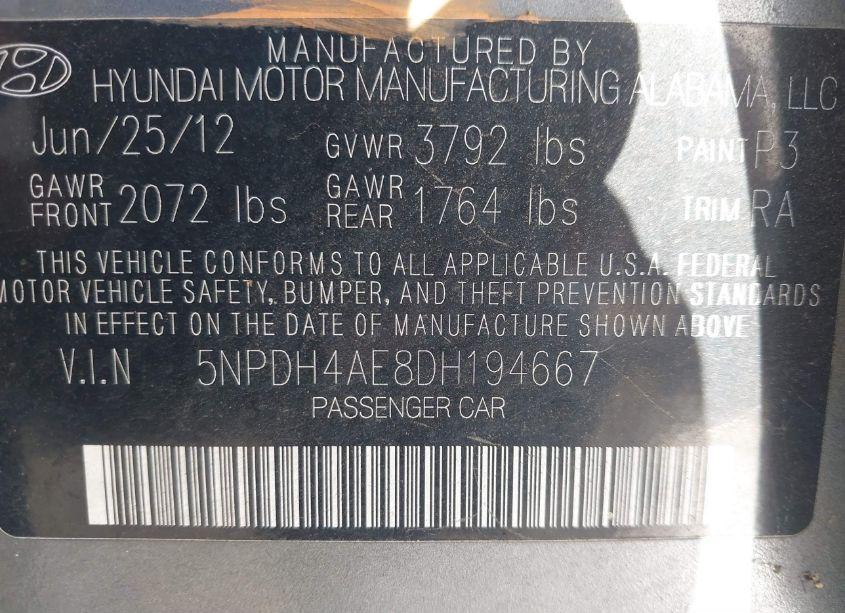 MANUFACTURED BY
HYUNDAI MOTOR MANUFACTURING ALABAMA, LLC
Jun/25/12 GVWR 3792 lbs PAINT P3
GAWR FRONT 2072 lbs GAWR REAR 1764 lbs TRIM RA
THIS VEHICLE CONFORMS TO ALL APPLICABLE U.S.A. FEDERAL
MOTOR VEHICLE SAFETY, BUMPER, AND THEFT PREVENTION STANDARDS
IN EFFECT ON THE DATE OF MANUFACTURE SHOWN ABOVE
V.I.N 5NPDH4AE8DH194667
PASSENGER CAR